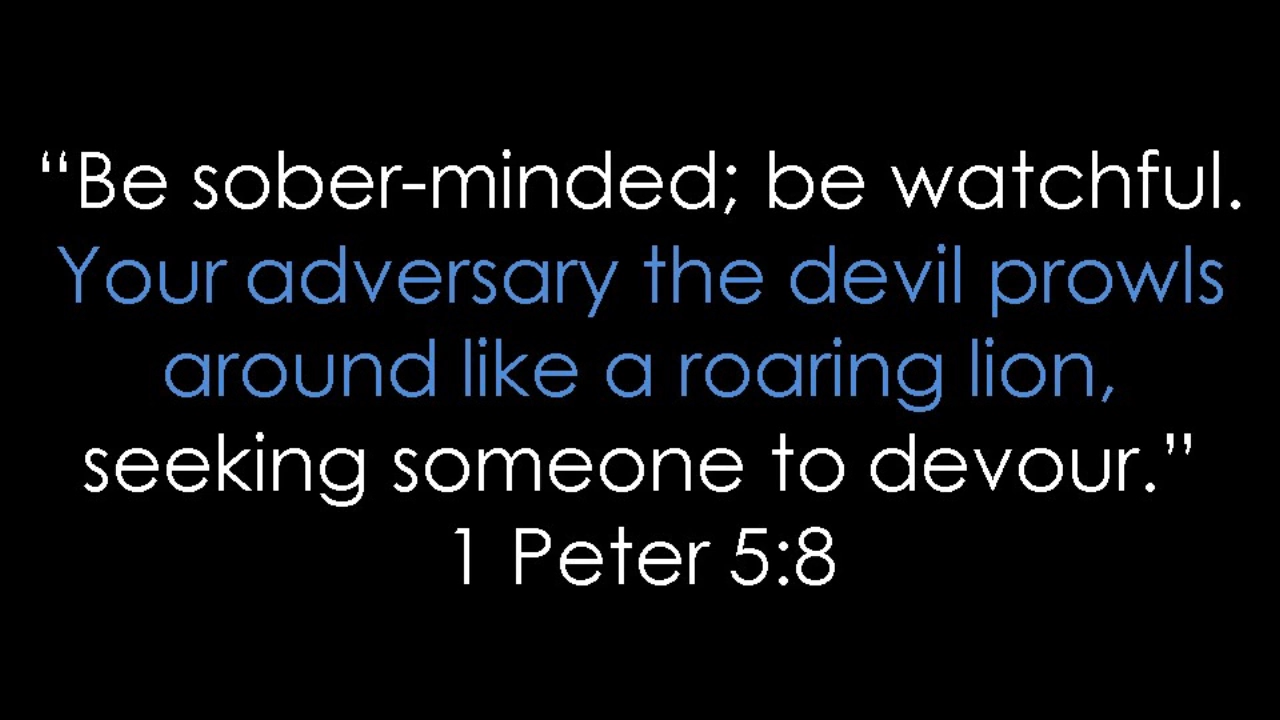 “Be sober-minded; be watchful.
Your adversary the devil prowls
around like a roaring lion,
seeking someone to devour.”
1 Peter 5:8